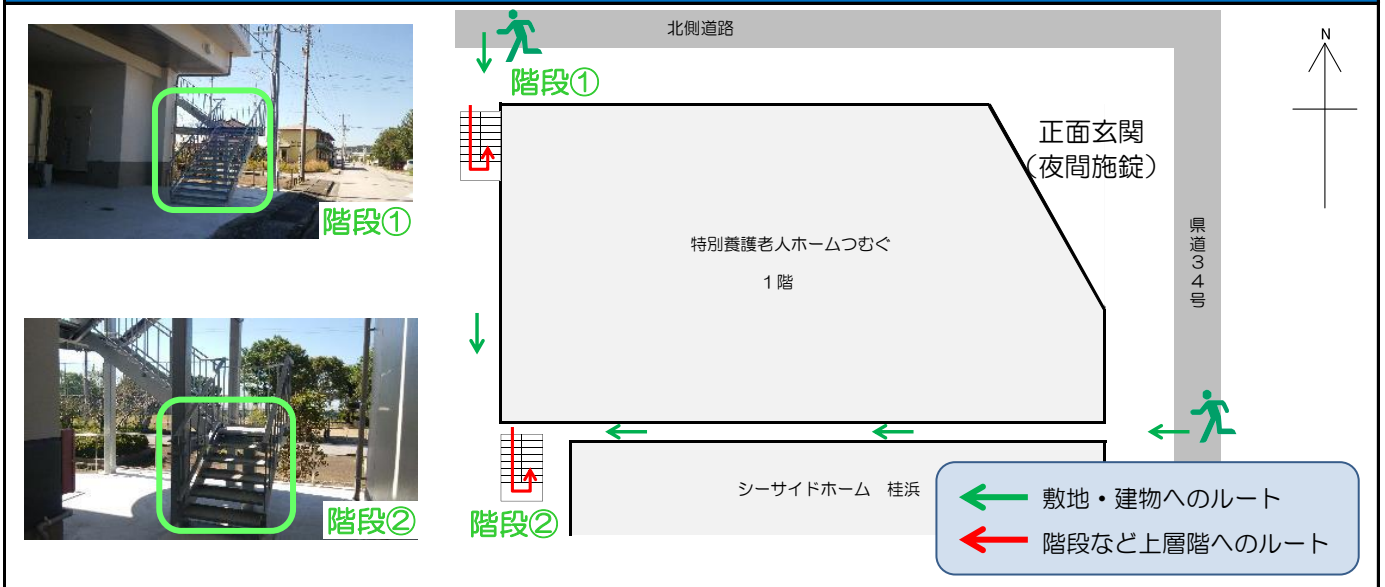 北側道路
N
階段①
階段①
正面玄関
（夜間施錠）
特別養護老人ホームつむぐ
１階
県道３４号
階段②
階段②
シーサイドホーム　桂浜
敷地・建物へのルート
階段など上層階へのルート